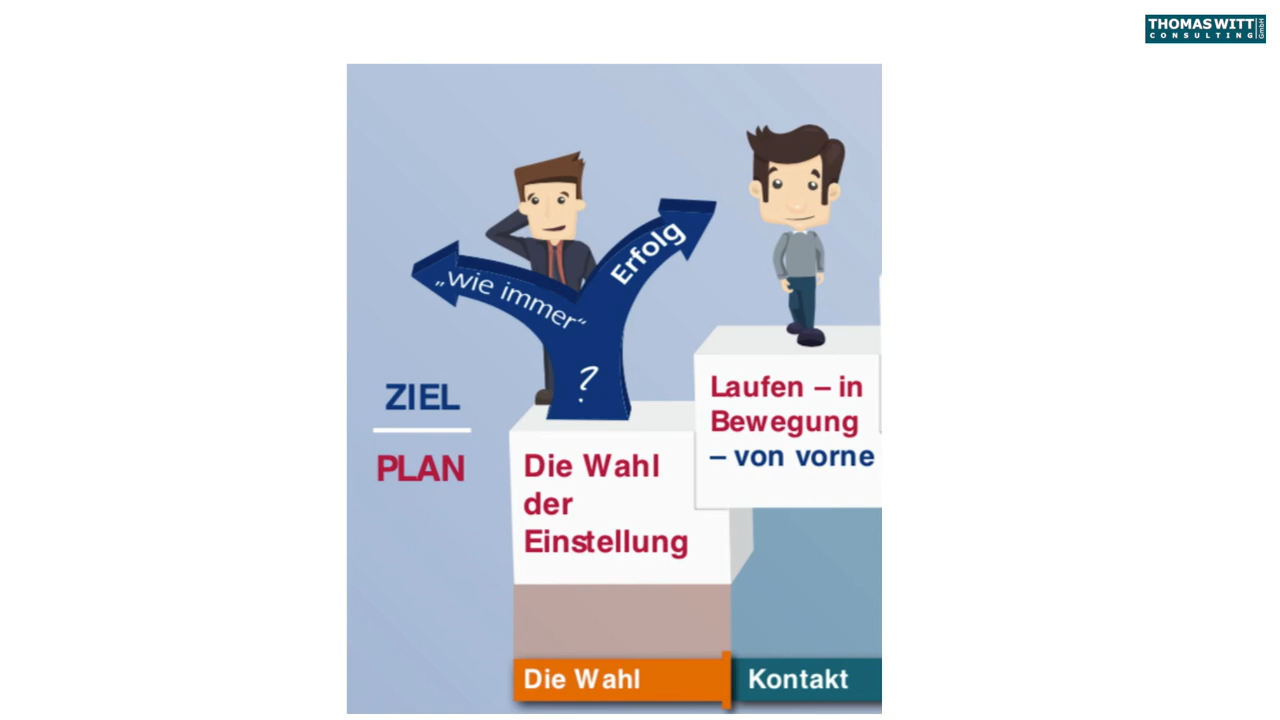 THOMAS WITT GmbH
CONSULTING
Erfolg
„wie immer“
?
ZIEL
PLAN
Die Wahl
der
Einstellung
Laufen – in
Bewegung
– von vorne
Die Wahl
Kontakt